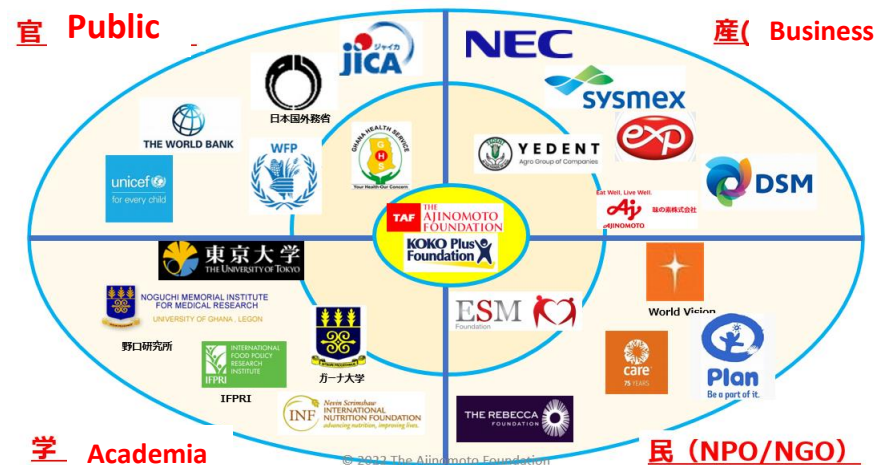 官 Public
産( Business
NEC
ジャイカ
JICA
日本国外務省
sysmex
THE WORLD BANK
WFP
GHANA HEALTH SERVICE
GHS
Your Health-Our Concern
YEDENT
Agro Group of Companies
exp
unicef
for every child
DSM
Eat Well. Live Well.
Aj
味の素株式会社
AJINOMOTO
TAF
THE
AJINOMOTO
FOUNDATION
KOKO Plus
Foundation
東京大学
THE UNIVERSITY OF TOKYO
NOGUCHI MEMORIAL INSTITUTE
FOR MEDICAL RESEARCH
UNIVERSITY OF GHANA, LEGON
野口研究所
IFPRI
INTERNATIONAL
FOOD POLICY
RESEARCH
INSTITUTE
IFPRI
ガーナ大学
ESM
Foundation
World Vision
care
75 YEARS
Plan
Be a part of it.
INF
Nevin Scrimshaw
INTERNATIONAL
NUTRITION FOUNDATION
advancing nutrition, improving lives.
THE REBECCA
FOUNDATION
学 Academia
民（NPO/NGO）
© 2022 The Ajinomoto Foundation